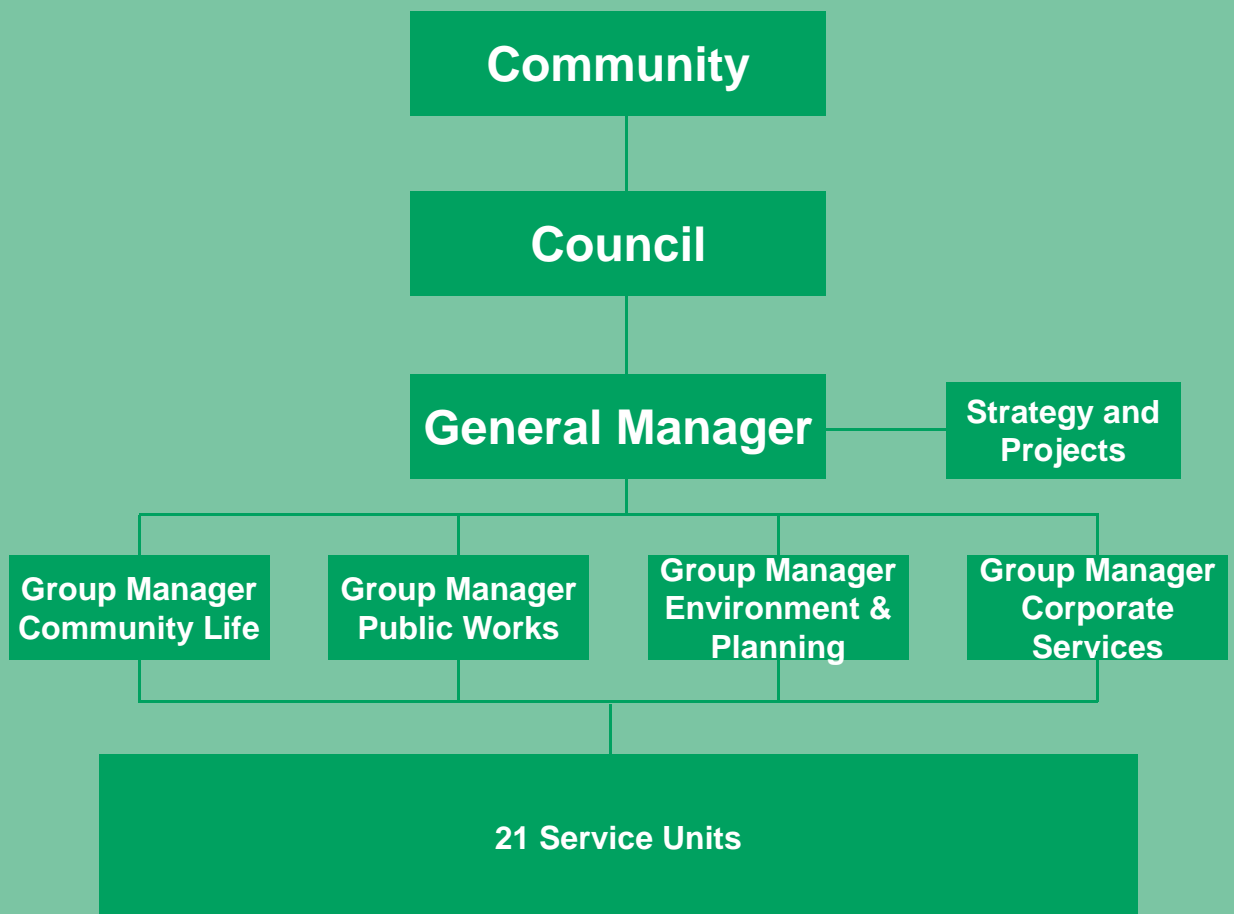 Community
Council
General Manager
Strategy and
Projects
Group Manager
Community Life
Group Manager
Public Works
Group Manager
Environment &
Planning
Group Manager
Corporate
Services
21 Service Units